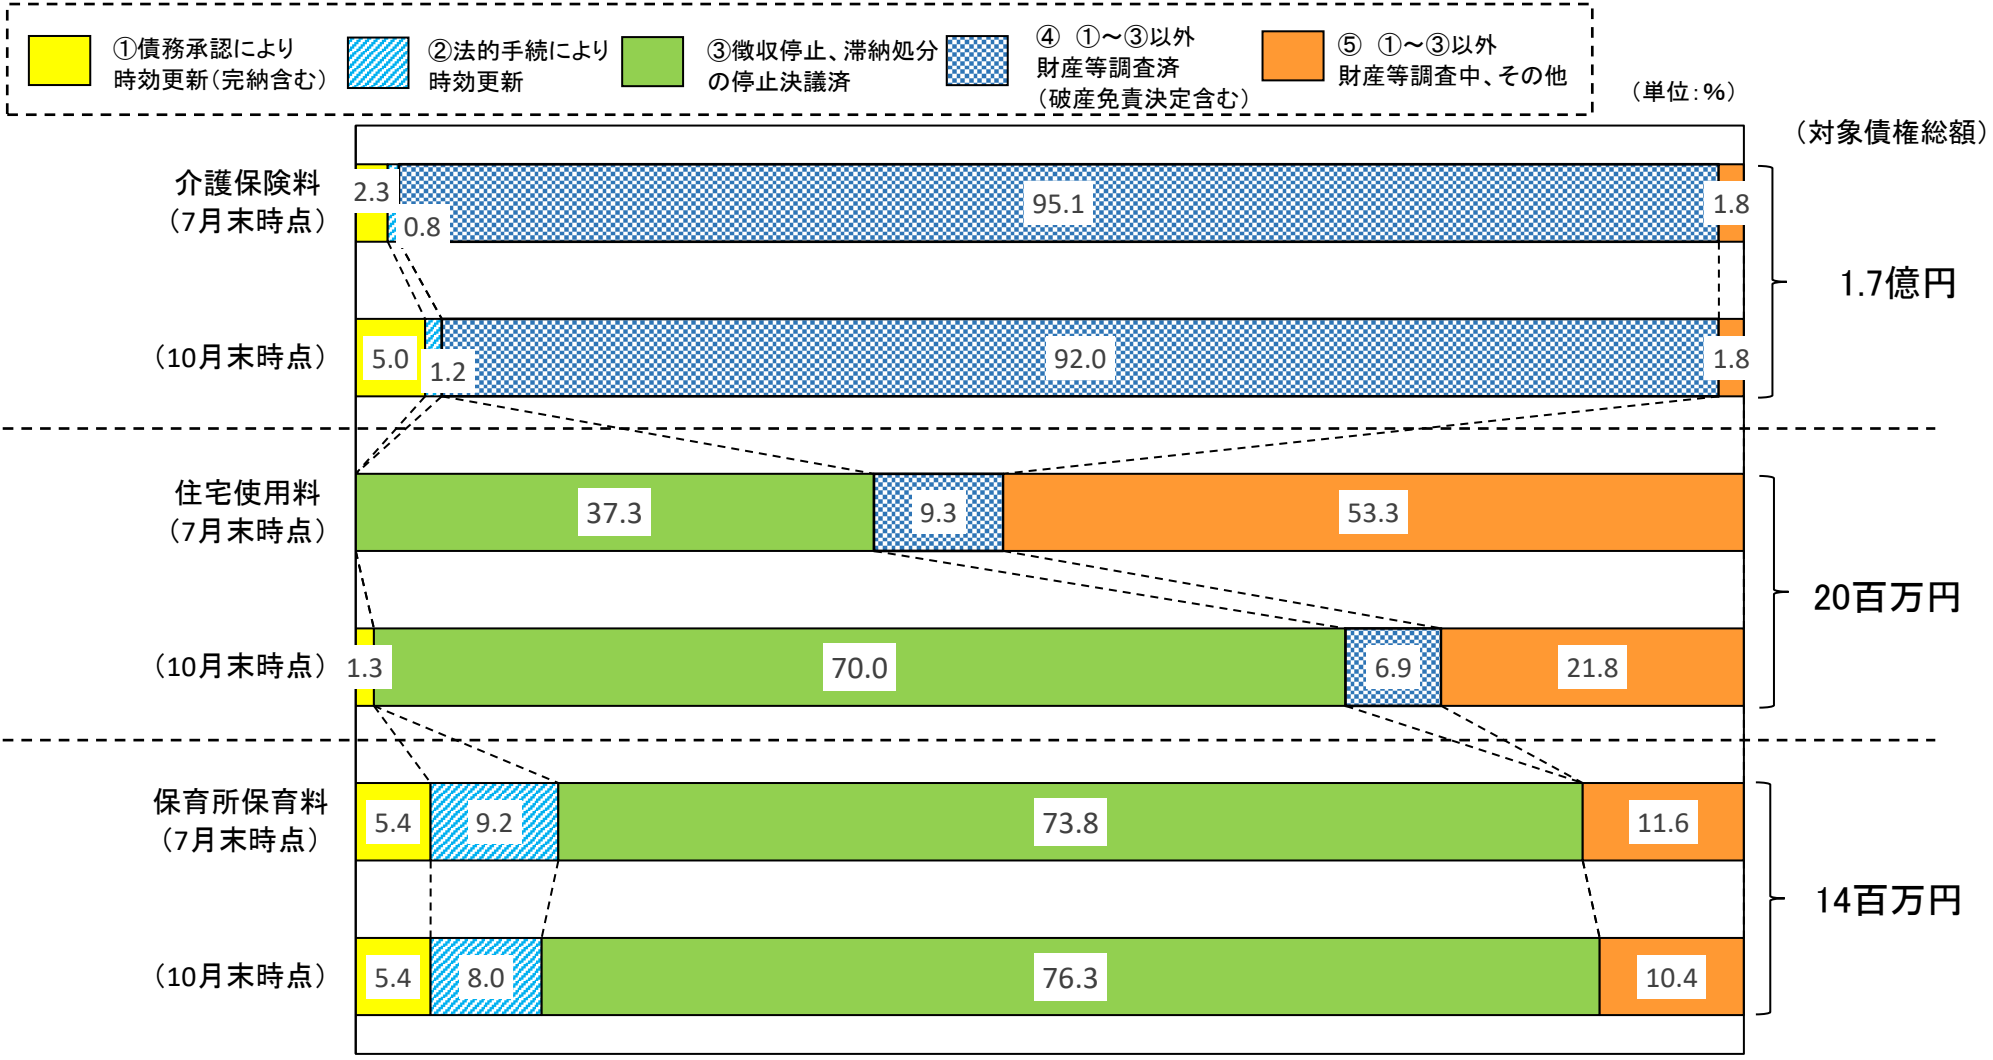 ①債務承認により
時効更新（完納含む）
②法的手続により
時効更新
③徴収停止、滞納処分
の停止決議済
④ ①～③以外
財産等調査済
（破産免責決定含む）
⑤ ①～③以外
財産等調査中、その他
（単位：%）
（対象債権総額）
介護保険料
（7月末時点）
2.3
0.8
95.1
1.8
1.7億円
（10月末時点）
5.0
1.2
92.0
1.8
住宅使用料
（7月末時点）
37.3
9.3
53.3
20百万円
（10月末時点）
1.3
70.0
6.9
21.8
保育所保育料
（7月末時点）
5.4
9.2
73.8
11.6
14百万円
（10月末時点）
5.4
8.0
76.3
10.4